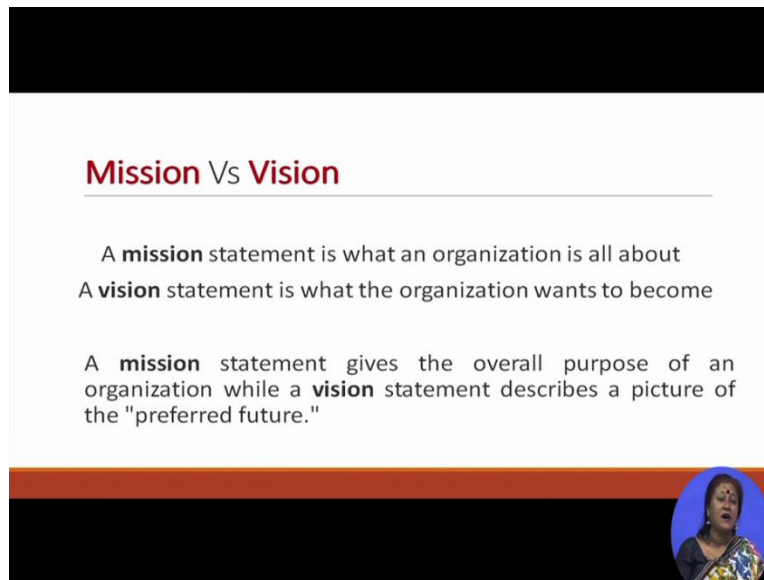 Mission Vs Vision
A mission statement is what an organization is all about
A vision statement is what the organization wants to become
A mission statement gives the overall purpose of an
organization while a vision statement describes a picture of
the "preferred future."